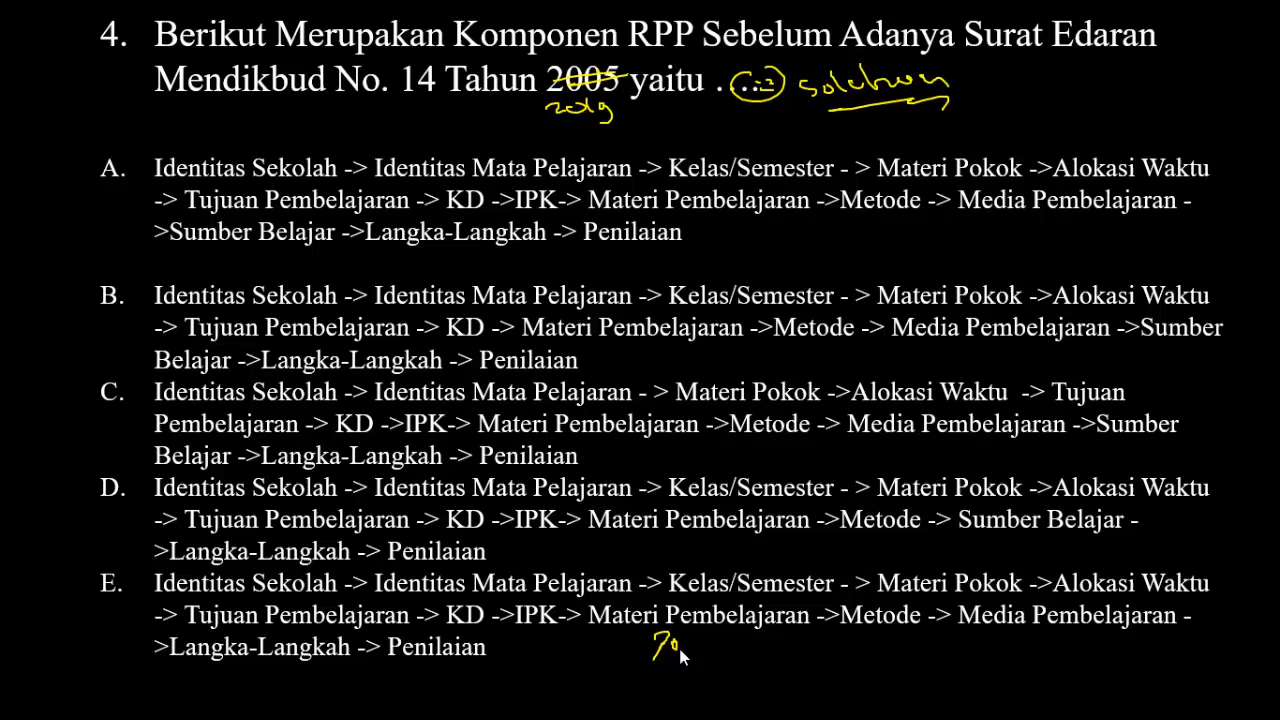 4. Berikut Merupakan Komponen RPP Sebelum Adanya Surat Edaran
Mendikbud No. 14 Tahun 2005 yaitu ....
2019
A. Identitas Sekolah -> Identitas Mata Pelajaran -> Kelas/Semester - > Materi Pokok ->Alokasi Waktu
-> Tujuan Pembelajaran -> KD ->IPK-> Materi Pembelajaran ->Metode -> Media Pembelajaran -
>Sumber Belajar ->Langka-Langkah -> Penilaian
B. Identitas Sekolah -> Identitas Mata Pelajaran -> Kelas/Semester - > Materi Pokok ->Alokasi Waktu
-> Tujuan Pembelajaran -> KD -> Materi Pembelajaran ->Metode -> Media Pembelajaran ->Sumber
Belajar ->Langka-Langkah -> Penilaian
C. Identitas Sekolah -> Identitas Mata Pelajaran - > Materi Pokok ->Alokasi Waktu -> Tujuan
Pembelajaran -> KD ->IPK-> Materi Pembelajaran ->Metode -> Media Pembelajaran ->Sumber
Belajar ->Langka-Langkah -> Penilaian
D. Identitas Sekolah -> Identitas Mata Pelajaran -> Kelas/Semester - > Materi Pokok ->Alokasi Waktu
-> Tujuan Pembelajaran -> KD ->IPK-> Materi Pembelajaran ->Metode -> Sumber Belajar -
>Langka-Langkah -> Penilaian
E. Identitas Sekolah -> Identitas Mata Pelajaran -> Kelas/Semester - > Materi Pokok ->Alokasi Waktu
-> Tujuan Pembelajaran -> KD ->IPK-> Materi Pembelajaran ->Metode -> Media Pembelajaran -
>Langka-Langkah -> Penilaian